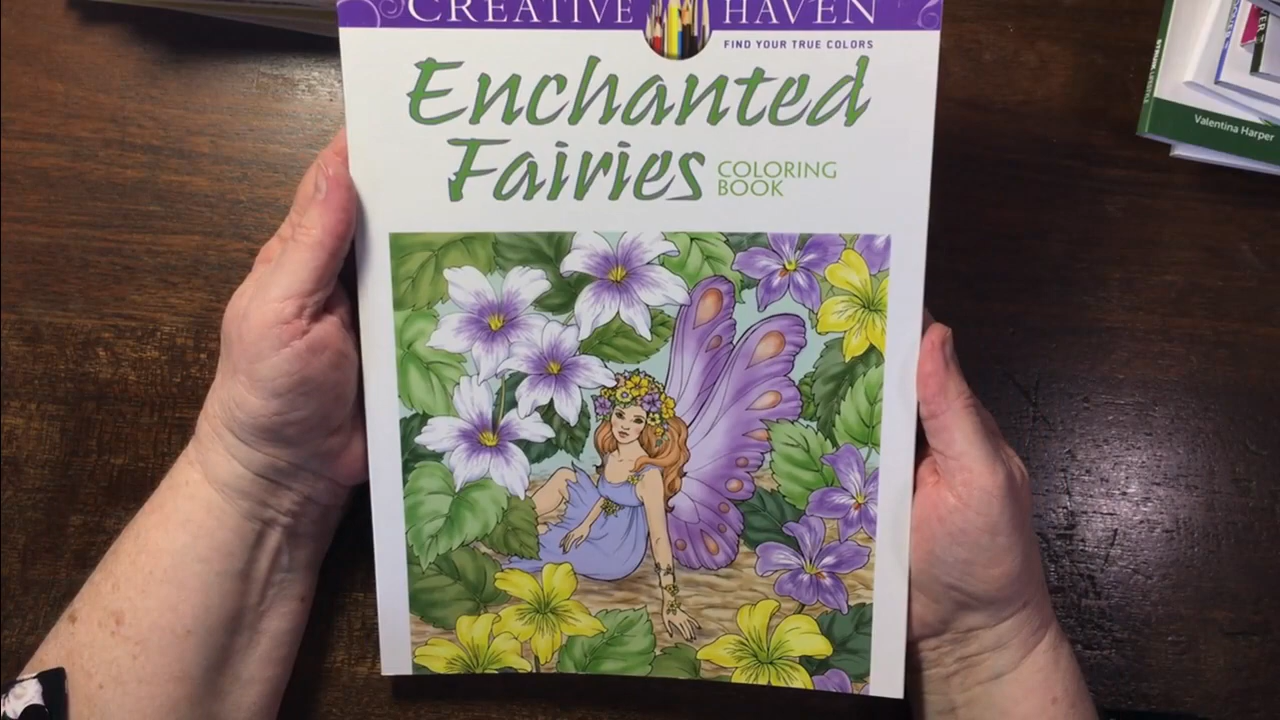 CREATIVE HAVEN
FIND YOUR TRUE COLORS
Enchanted
Fairies
COLORING
BOOK
Valentina Harper